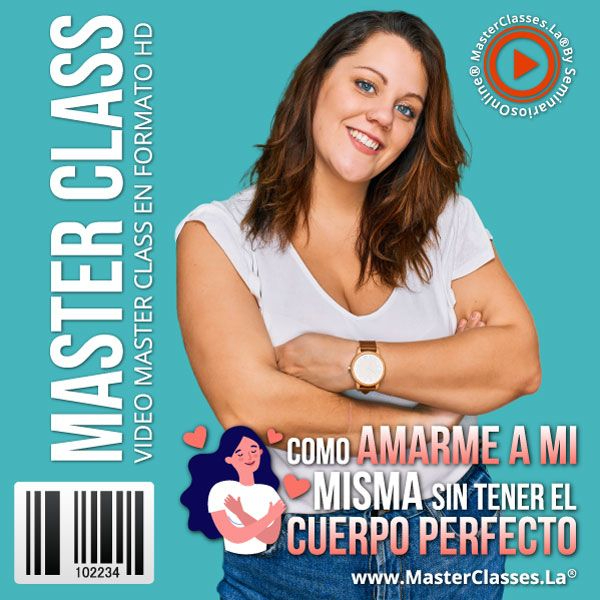 MASTER CLASS
VIDEO MASTER CLASS EN FORMATO HD
MasterClasses.La®By SeminariosOnline®
COMO AMARME A MI
MISMA SIN TENER EL
CUERPO PERFECTO
102234
www.MasterClasses.La®